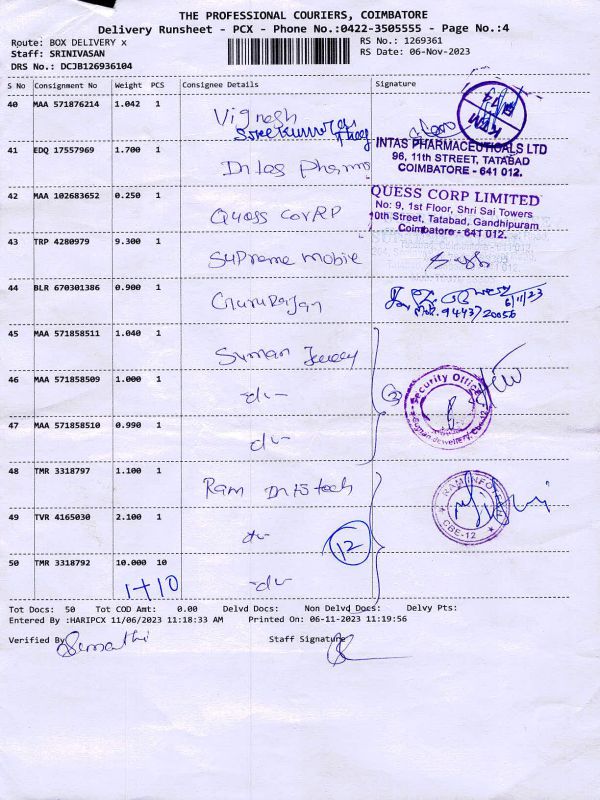 THE PROFESSIONAL COURIERS, COIMBATORE
Delivery Runsheet - PCX - Phone No.:0422-3505555 - Page No.:4
Route: BOX DELIVERY x
RS No.: 1269361
Staff: SRINIVASAN
RS Date: 06-Nov-2023
DRS No.: DCJB126936104
S No Consignment No Weight PCS Consignee Details Signature
40 MAA 571876214 1.042 1 Vignesh
41 EDQ 17557969 1.700 1 Intas Pharma
INTAS PHARMACEUTICALS LTD
96, 11th STREET, TATABAD
COIMBATORE - 641 012.
42 MAA 102683652 0.250 1 Quess CorRP
QUESS CORP LIMITED
No: 9, 1st Floor, Shri Sai Towers
10th Street, Tatabad, Gandhipuram
Coimbatore - 641 012.
43 TRP 4280979 9.300 1 SUPreme mobile
44 BLR 670301386 0.900 1
6/11/23
45 MAA 571858511 1.040 1 Suman
46 MAA 571858509 1.000 1 -do-
3
Security Office
Suman Jewellery, Cbe-12
47 MAA 571858510 0.990 1 do-
48 TMR 3318797 1.100 1 Ram Infotech
RAM INFOTECH
CBE-12
49 TVR 4165030 2.100 1 do-
12
50 TMR 3318792 10.000 10 -do-
1+10
Tot Docs: 50 Tot COD Amt: 0.00 Delvd Docs: Non Delvd Docs: Delvy Pts:
Entered By :HARIPCX 11/06/2023 11:18:33 AM Printed On: 06-11-2023 11:19:56
Verified By Sumathi Staff Signature